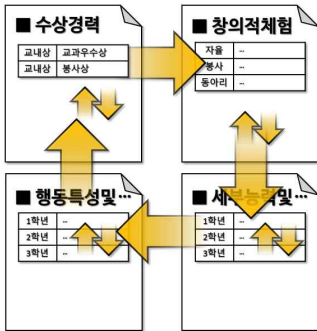 ■ 수상경력
교내상 교과우수상
교내상 봉사상
■ 창의적체험
자율 ...
봉사 ...
동아리 ...
■ 행동특성및...
1학년 ...
2학년 ...
3학년 ...
■ 세부능력및...
1학년 ...
2학년 ...
3학년 ...